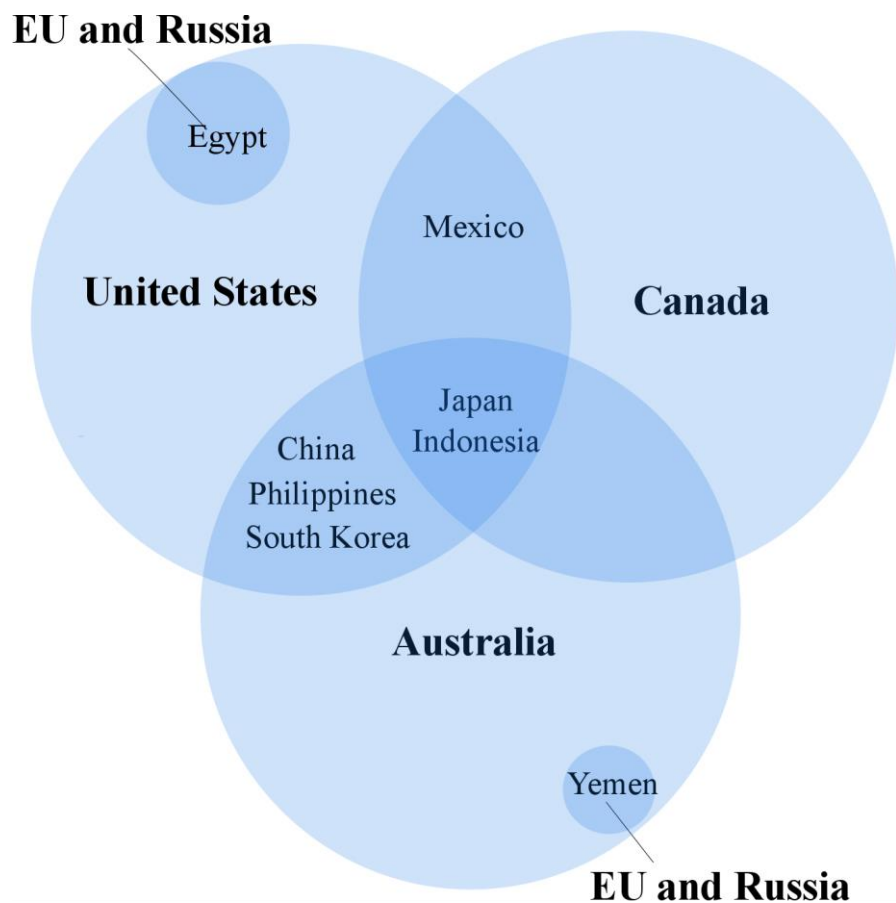 EU and Russia
Egypt
Mexico
United States
Canada
Japan
Indonesia
China
Philippines
South Korea
Australia
Yemen
EU and Russia